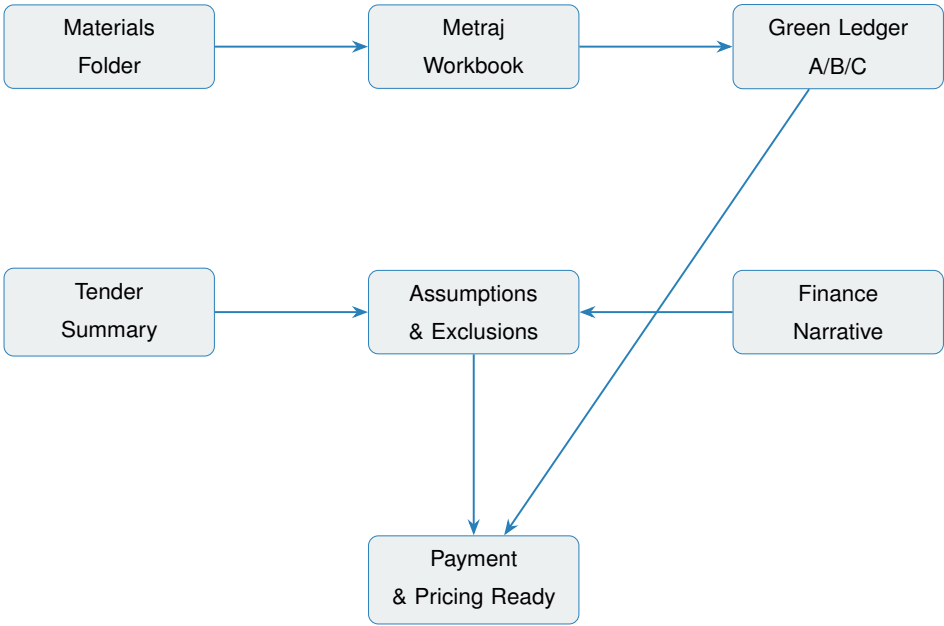 Materials
Folder
Metraj
Workbook
Green Ledger
A/B/C
Tender
Summary
Assumptions
& Exclusions
Finance
Narrative
Payment
& Pricing Ready